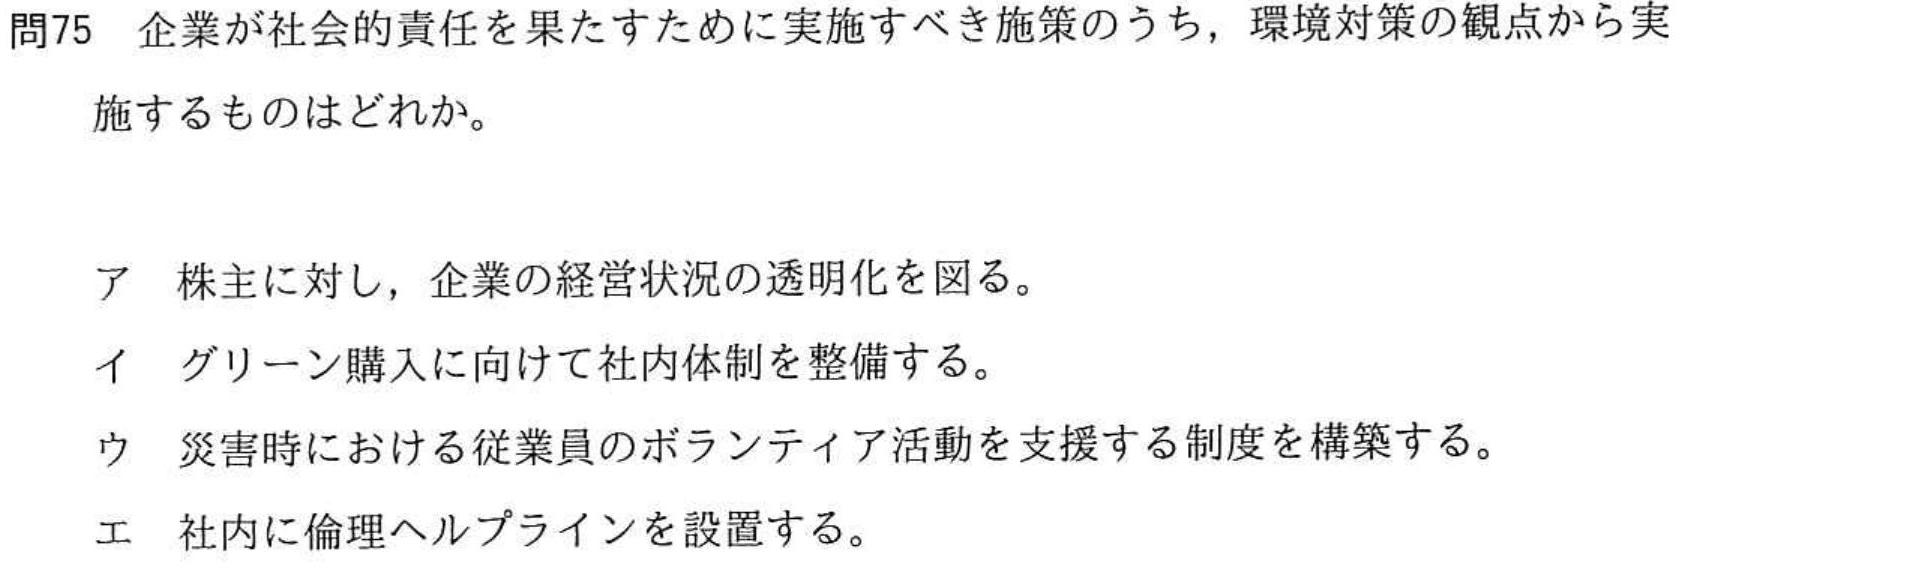 問75　企業が社会的責任を果たすために実施すべき施策のうち，環境対策の観点から実
施するものはどれか。
ア　株主に対し，企業の経営状況の透明化を図る。
イ　グリーン購入に向けて社内体制を整備する。
ウ　災害時における従業員のボランティア活動を支援する制度を構築する。
エ　社内に倫理ヘルプラインを設置する。